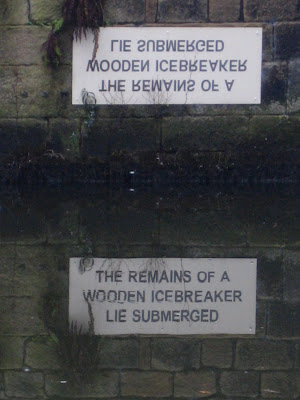 THE REMAINS OF A
WOODEN ICEBREAKER
LIE SUBMERGED